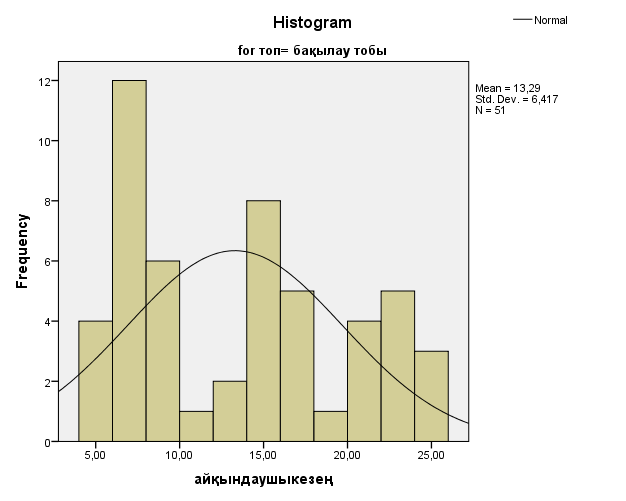 Histogram
Normal
for топ= бақылау тобы
Mean = 13,29
Std. Dev. = 6,417
N = 51
Frequency
12
10
8
6
4
2
0
5,00 10,00 15,00 20,00 25,00
айқындаушыкезең